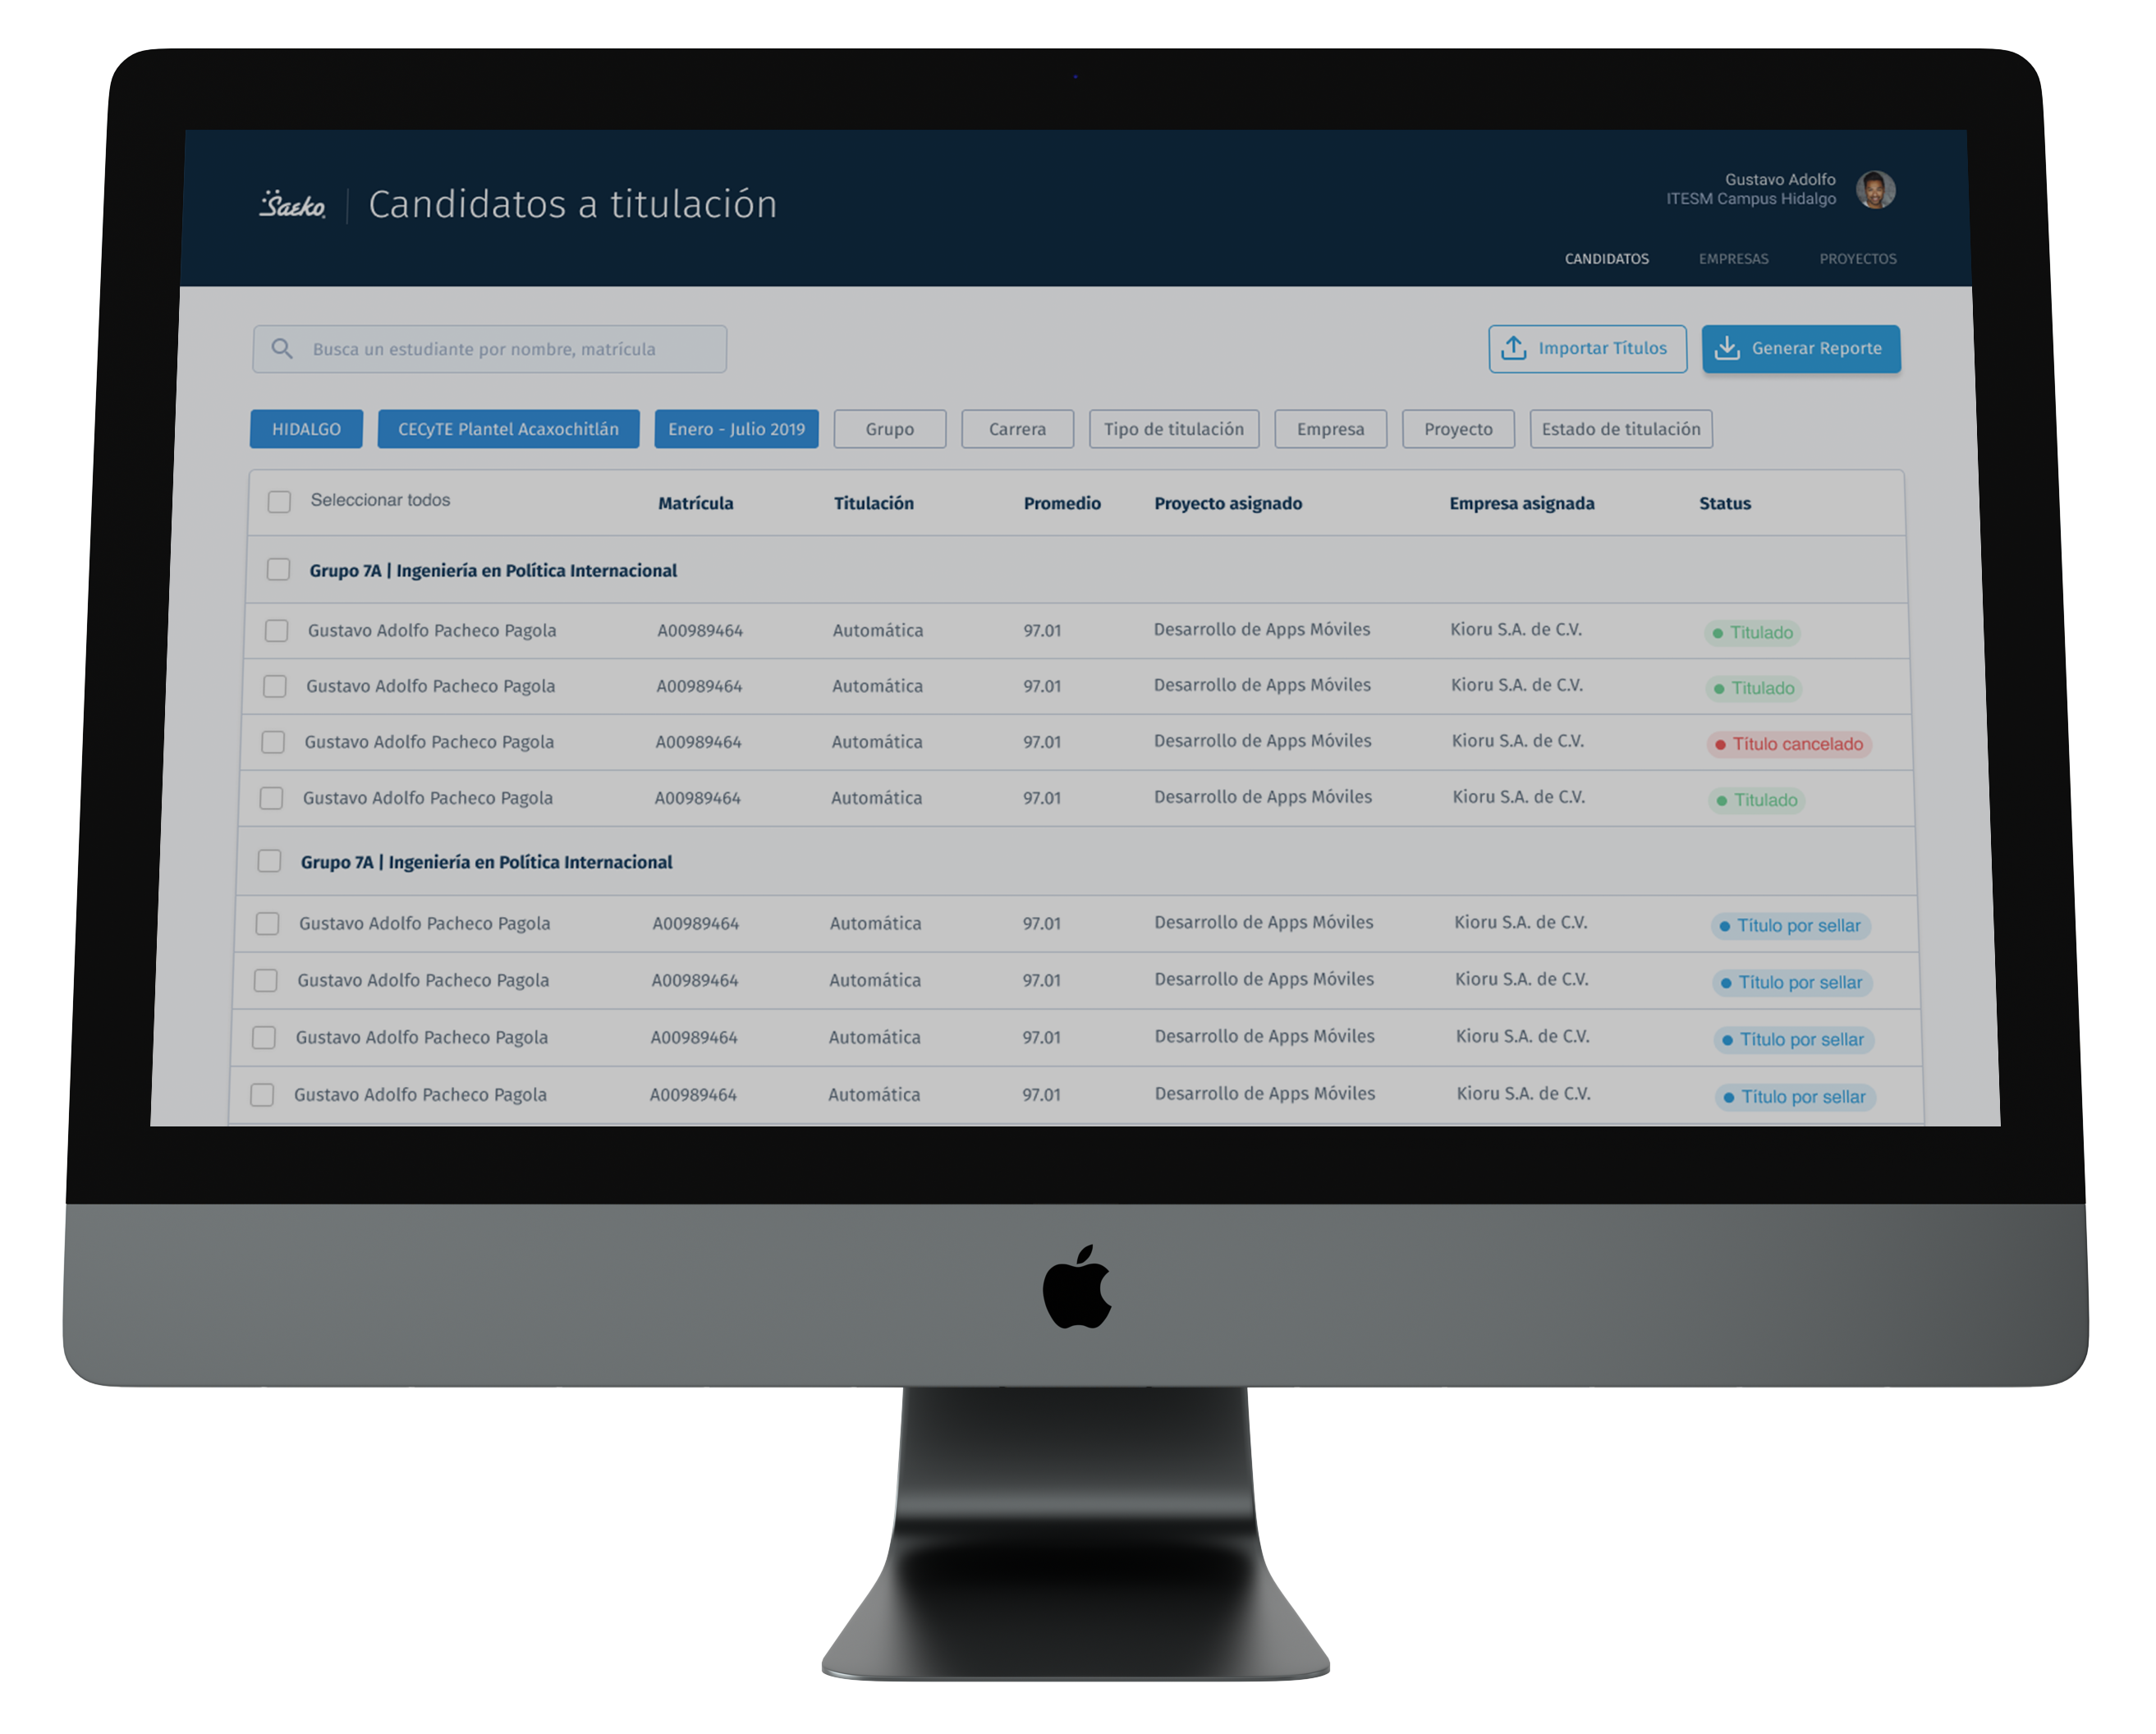 Saeko
Candidatos a titulación
Gustavo Adolfo
ITESM Campus Hidalgo
CANDIDATOS EMPRESAS PROYECTOS
Busca un estudiante por nombre, matrícula
Importar Títulos
Generar Reporte
HIDALGO CECyTE Plantel Acaxochitlán Enero - Julio 2019 Grupo Carrera Tipo de titulación Empresa Proyecto Estado de titulación
Seleccionar todos Matrícula Titulación Promedio Proyecto asignado Empresa asignada Status
Grupo 7A | Ingeniería en Política Internacional
Gustavo Adolfo Pacheco Pagola A00989464 Automática 97.01 Desarrollo de Apps Móviles Kioru S.A. de C.V. Titulado
Gustavo Adolfo Pacheco Pagola A00989464 Automática 97.01 Desarrollo de Apps Móviles Kioru S.A. de C.V. Titulado
Gustavo Adolfo Pacheco Pagola A00989464 Automática 97.01 Desarrollo de Apps Móviles Kioru S.A. de C.V. Título cancelado
Gustavo Adolfo Pacheco Pagola A00989464 Automática 97.01 Desarrollo de Apps Móviles Kioru S.A. de C.V. Titulado
Grupo 7A | Ingeniería en Política Internacional
Gustavo Adolfo Pacheco Pagola A00989464 Automática 97.01 Desarrollo de Apps Móviles Kioru S.A. de C.V. Título por sellar
Gustavo Adolfo Pacheco Pagola A00989464 Automática 97.01 Desarrollo de Apps Móviles Kioru S.A. de C.V. Título por sellar
Gustavo Adolfo Pacheco Pagola A00989464 Automática 97.01 Desarrollo de Apps Móviles Kioru S.A. de C.V. Título por sellar
Gustavo Adolfo Pacheco Pagola A00989464 Automática 97.01 Desarrollo de Apps Móviles Kioru S.A. de C.V. Título por sellar